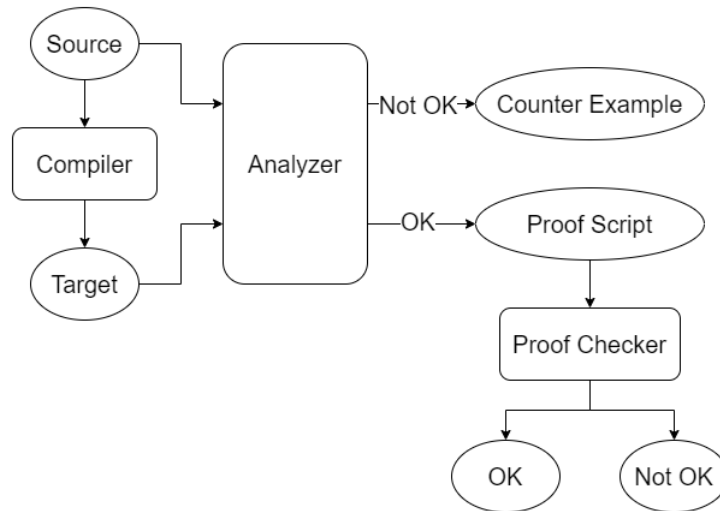 Source
Compiler
Target
Analyzer
Not OK
Counter Example
OK
Proof Script
Proof Checker
OK
Not OK